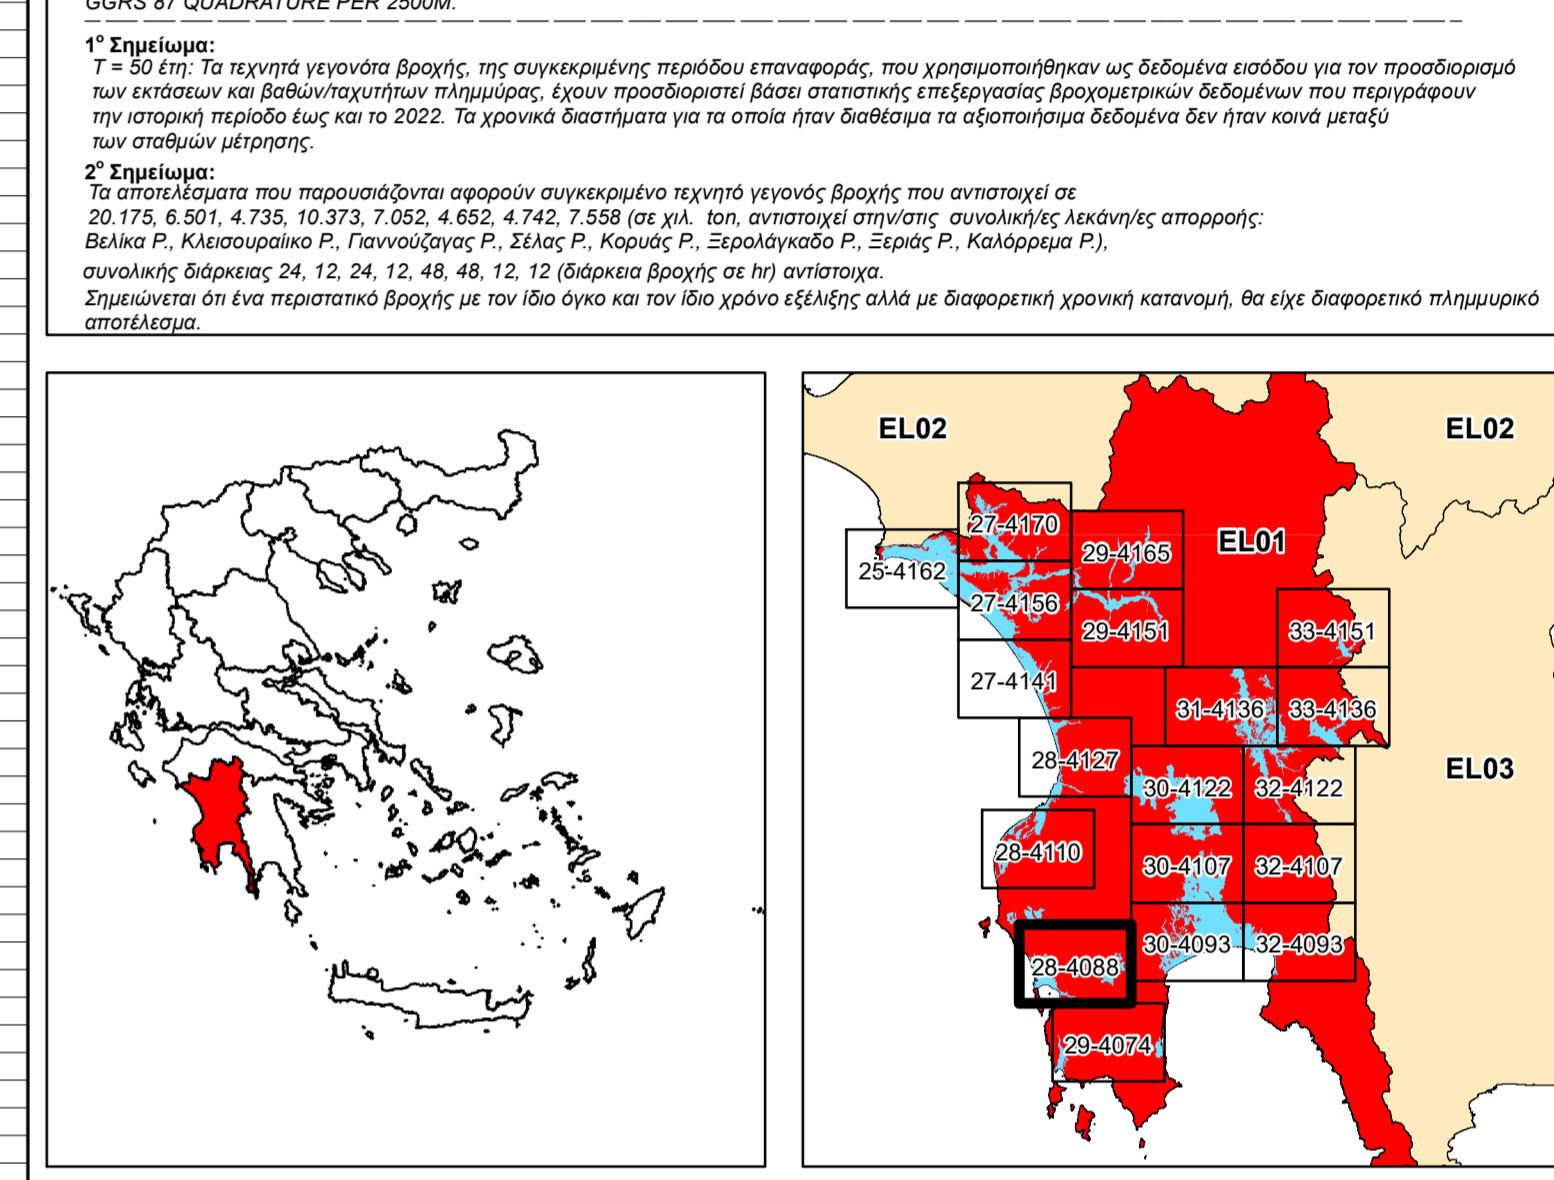 GGRS 87 QUADRATURE PER 2500M.
1° Σημείωμα:
T = 50 έτη: Τα τεχνητά γεγονότα βροχής, της συγκεκριμένης περιόδου επαναφοράς, που χρησιμοποιήθηκαν ως δεδομένα εισόδου για τον προσδιορισμό
των εκτάσεων και βαθών/ταχυτήτων πλημμύρας, έχουν προσδιοριστεί βάσει στατιστικής επεξεργασίας βροχομετρικών δεδομένων που περιγράφουν
την ιστορική περίοδο έως και το 2022. Τα χρονικά διαστήματα για τα οποία ήταν διαθέσιμα τα αξιοποιήσιμα δεδομένα δεν ήταν κοινά μεταξύ
των σταθμών μέτρησης.
2° Σημείωμα:
Τα αποτελέσματα που παρουσιάζονται αφορούν συγκεκριμένο τεχνητό γεγονός βροχής που αντιστοιχεί σε
20.175, 6.501, 4.735, 10.373, 7.052, 4.652, 4.742, 7.558 (σε χιλ. ton, αντιστοιχεί στην/στις συνολική/ες λεκάνη/ες απορροής:
Βελίκα Ρ., Κλεισουραίικο Ρ., Γιαννούζαγας Ρ., Σέλας Ρ., Κορυάς Ρ., Ξερολάγκαδο Ρ., Ξεριάς Ρ., Καλόρρεμα Ρ.),
συνολικής διάρκειας 24, 12, 24, 12, 48, 48, 12, 12 (διάρκεια βροχής σε hr) αντίστοιχα.
Σημειώνεται ότι ένα περιστατικό βροχής με τον ίδιο όγκο και τον ίδιο χρόνο εξέλιξης αλλά με διαφορετική χρονική κατανομή, θα είχε διαφορετικό πλημμυρικό
αποτέλεσμα.
EL02
EL02
27-4170
EL01
29-4165
25-4162
27-4156
29-4151
33-4151
27-4141
31-4136
33-4136
28-4127
EL03
30-4122
32-4122
28-4110
30-4107
32-4107
30-4093
32-4093
28-4088
29-4074